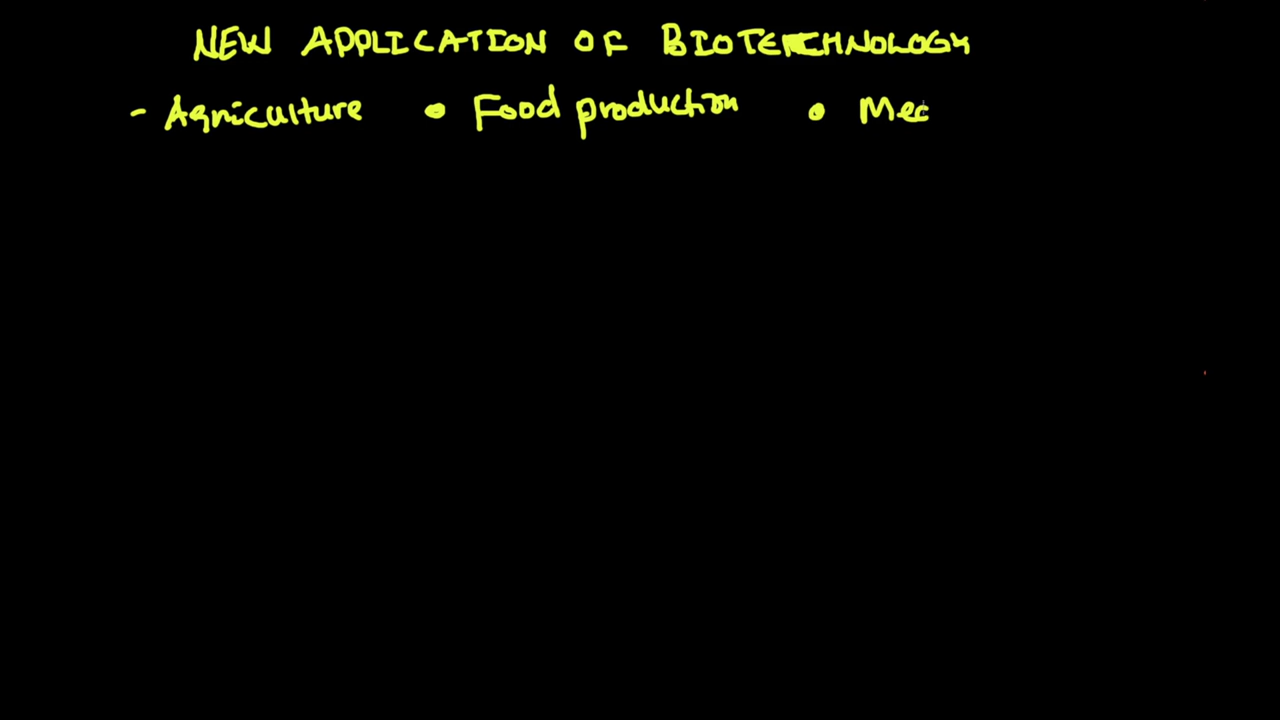 NEW APPLICATION OF BIOTECHNOLOGY
- Agriculture • Food production • Mec